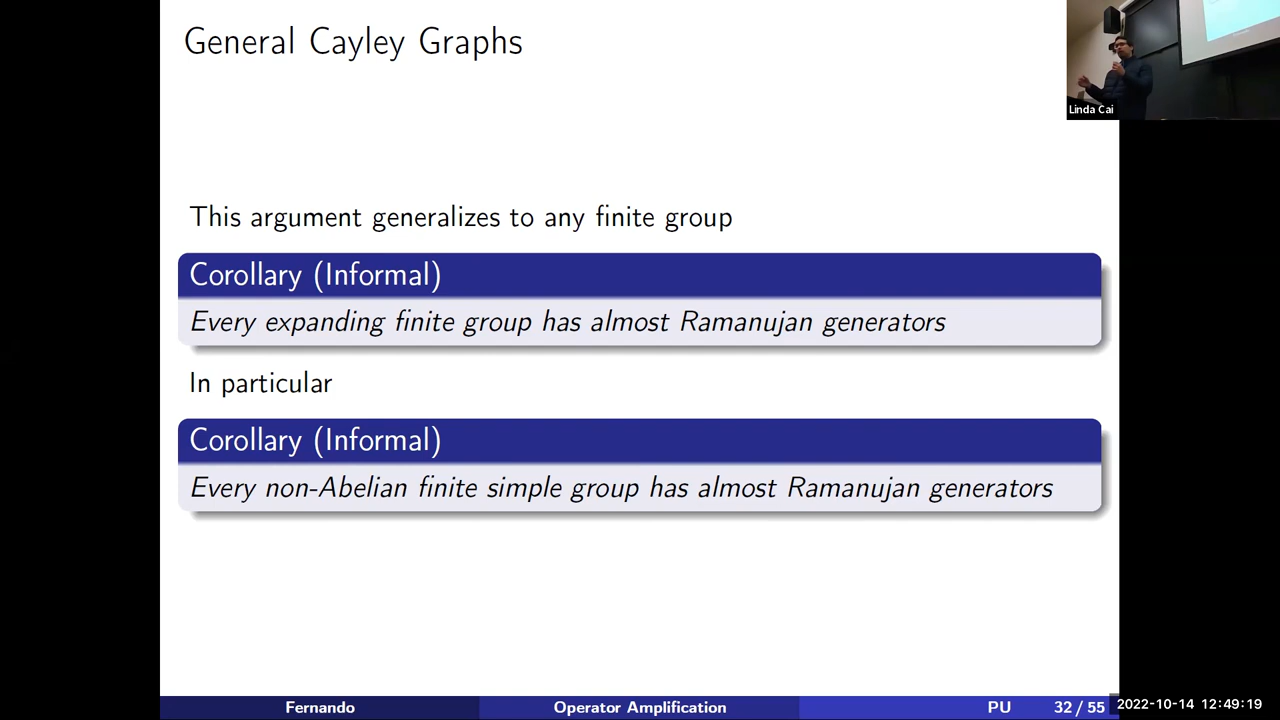 General Cayley Graphs
Linda Cai
This argument generalizes to any finite group
Corollary (Informal)
Every expanding finite group has almost Ramanujan generators
In particular
Corollary (Informal)
Every non-Abelian finite simple group has almost Ramanujan generators
Fernando
Operator Amplification
PU
32 / 55
2022-10-14 12:49:19